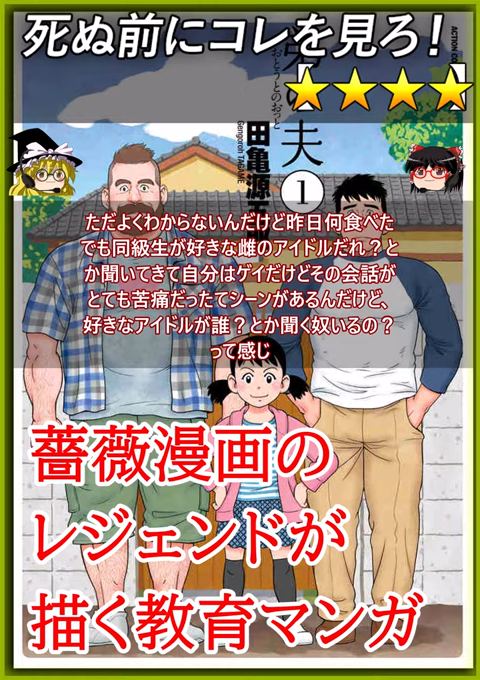 死ぬ前にコレを見ろ！
ACTION CO
おとうとのおっと
夫
1
田亀源五郎
Gengoroh TAGAME
ただよくわからないんだけど昨日何食べた
でも同級生が好きな雌のアイドルだれ？と
か聞いてきて自分はゲイだけどその会話が
とても苦痛だったてシーンがあるんだけど、
好きなアイドルが誰？とか聞く奴いるの？
って感じ
薔薇漫画の
レジェンドが
描く教育マンガ